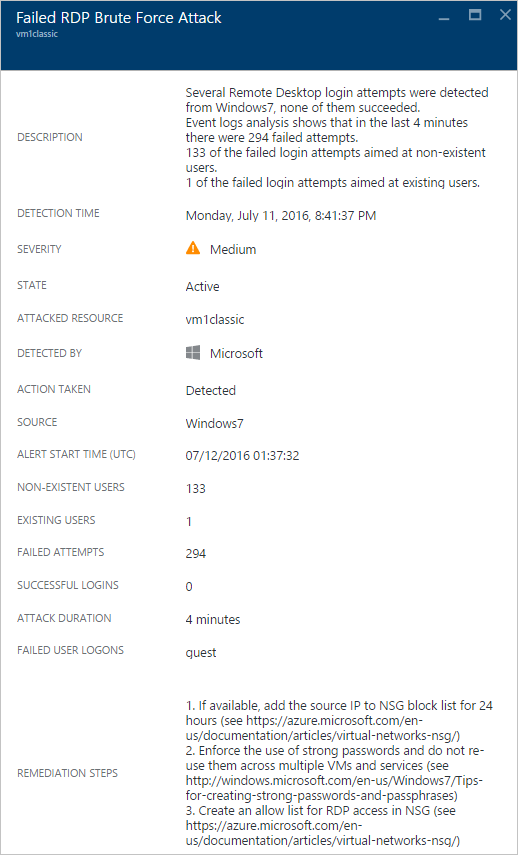 Failed RDP Brute Force Attack
vm1classic
DESCRIPTION
Several Remote Desktop login attempts were detected
from Windows7, none of them succeeded.
Event logs analysis shows that in the last 4 minutes
there were 294 failed attempts.
133 of the failed login attempts aimed at non-existent
users.
1 of the failed login attempts aimed at existing users.
DETECTION TIME
Monday, July 11, 2016, 8:41:37 PM
SEVERITY
Medium
STATE
Active
ATTACKED RESOURCE
vm1classic
DETECTED BY
Microsoft
ACTION TAKEN
Detected
SOURCE
Windows7
ALERT START TIME (UTC)
07/12/2016 01:37:32
NON-EXISTENT USERS
133
EXISTING USERS
1
FAILED ATTEMPTS
294
SUCCESSFUL LOGINS
0
ATTACK DURATION
4 minutes
FAILED USER LOGONS
guest
REMEDIATION STEPS
1. If available, add the source IP to NSG block list for 24
hours (see https://azure.microsoft.com/en-
us/documentation/articles/virtual-networks-nsg/)
2. Enforce the use of strong passwords and do not re-
use them across multiple VMs and services (see
http://windows.microsoft.com/en-us/Windows7/Tips-
for-creating-strong-passwords-and-passphrases)
3. Create an allow list for RDP access in NSG (see
https://azure.microsoft.com/en-
us/documentation/articles/virtual-networks-nsg/)